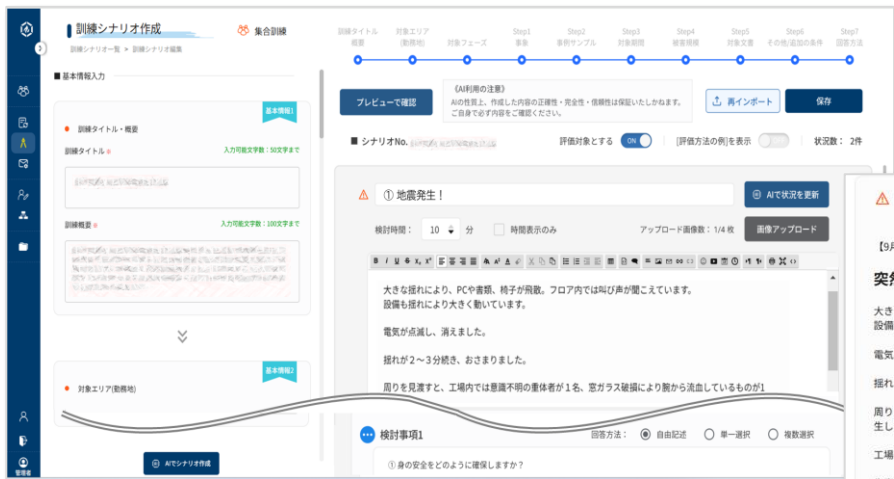 訓練シナリオ作成
集合訓練
訓練シナリオ一覧 > 訓練シナリオ編集
訓練タイトル 概要
対象エリア (勤務地)
対象フェーズ
Step1 事象
Step2 事例サンプル
Step3 対象期間
Step4 被害規模
Step5 対象文書
Step6 その他/追加の条件
Step7 回答方法
■ 基本情報入力
基本情報1
訓練タイトル・概要
訓練タイトル
入力可能文字数：50文字まで
訓練概要
入力可能文字数：100文字まで
基本情報2
対象エリア(勤務地)
AIでシナリオ作成
管理者
プレビューで確認
《AI利用の注意》
AIの性質上、作成した内容の正確性・完全性・信頼性は保証いたしかねます。
ご自身で必ず内容をご確認ください。
再インポート
保存
■ シナリオNo.
評価対象とする
ON
[評価方法の例]を表示
状況数： 2件
① 地震発生！
AIで状況を更新
検討時間： 10 分
時間表示のみ
アップロード画像数：1/4 枚
画像アップロード
大きな揺れにより、PCや書類、椅子が飛散。フロア内では叫び声が聞こえています。
設備も揺れにより大きく動いています。
電気が点滅し、消えました。
揺れが２～３分続き、おさまりました。
周りを見渡すと、工場内では意識不明の重体者が１名、窓ガラス破損により腕から流血しているものが1
検討事項1
回答方法：
自由記述
単一選択
複数選択
① 身の安全をどのように確保しますか？
【9月
突然
大き
設備
電気
揺れ
周り
生し
工場